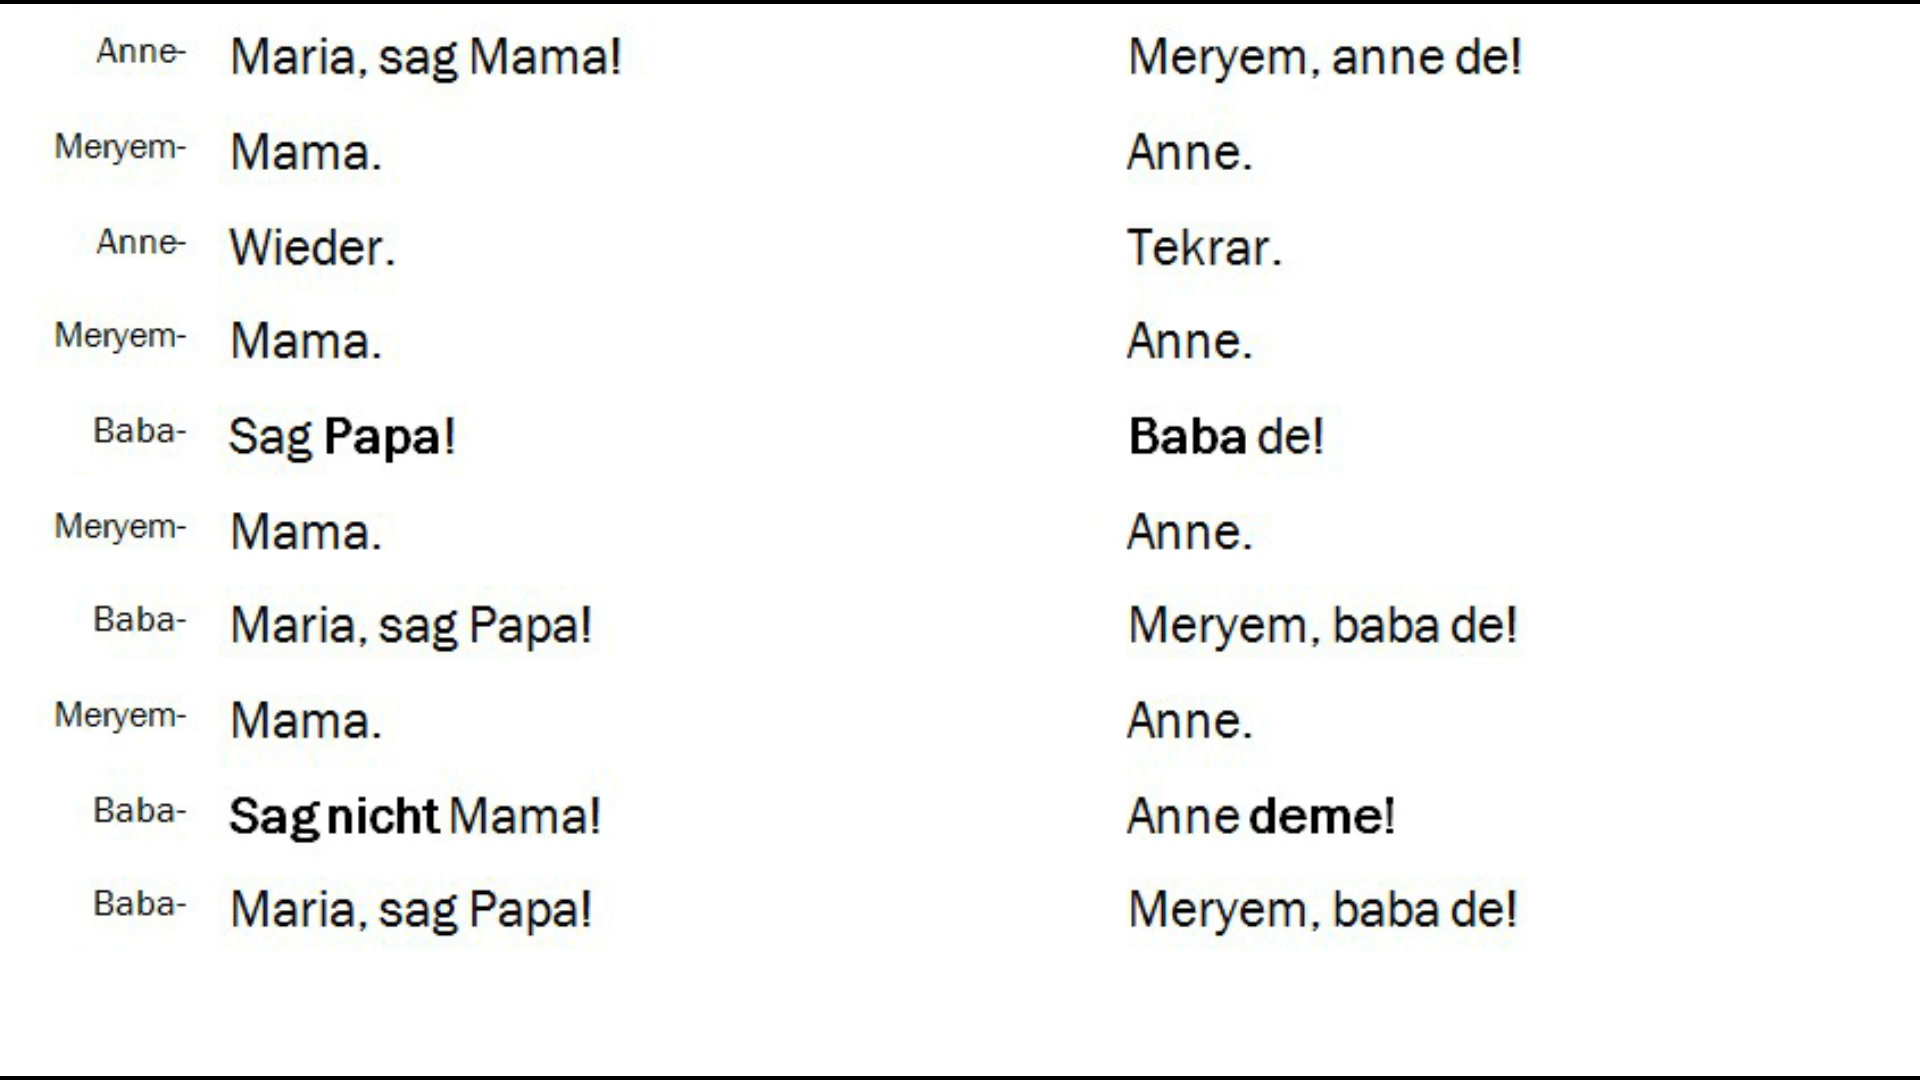 Anne- Maria, sag Mama! Meryem, anne de!
Meryem- Mama. Anne.
Anne- Wieder. Tekrar.
Meryem- Mama. Anne.
Baba- Sag Papa! Baba de!
Meryem- Mama. Anne.
Baba- Maria, sag Papa! Meryem, baba de!
Meryem- Mama. Anne.
Baba- Sag nicht Mama! Anne deme!
Baba- Maria, sag Papa! Meryem, baba de!